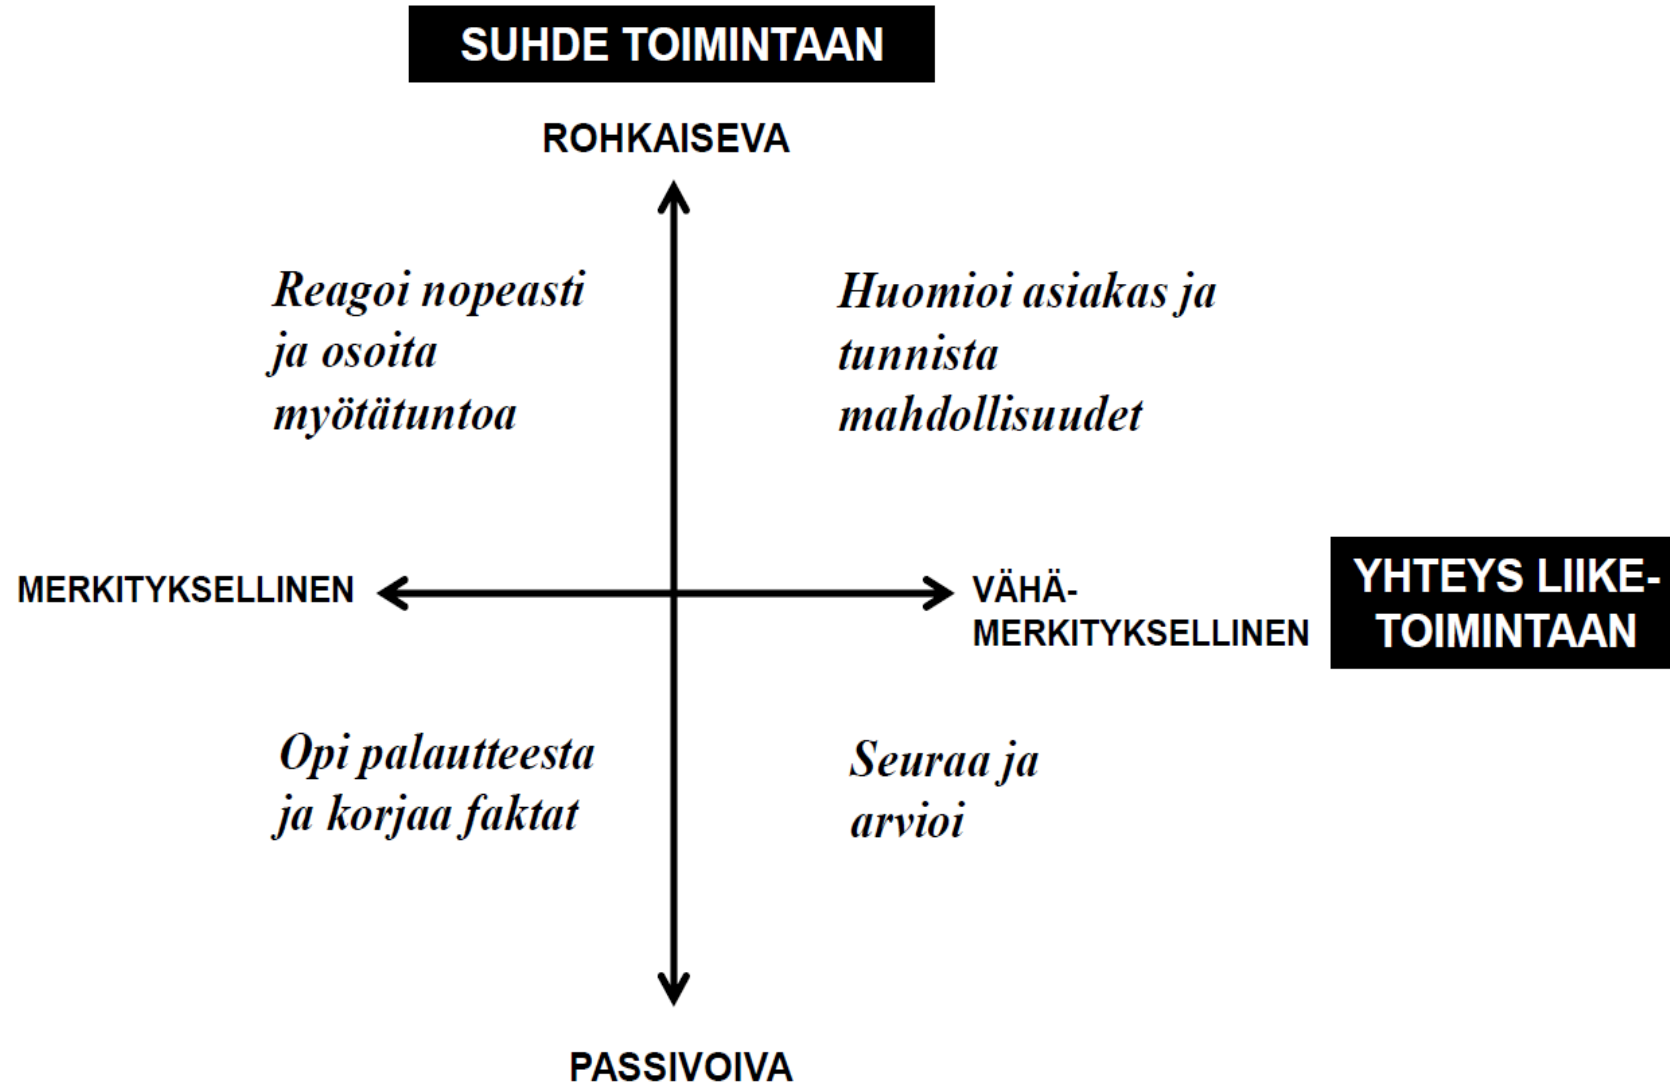 SUHDE TOIMINTAAN
ROHKAISEVA
Reagoi nopeasti
ja osoita
myötätuntoa
Huomioi asiakas ja
tunnista
mahdollisuudet
MERKITYKSELLINEN
VÄHÄ-
MERKITYKSELLINEN
YHTEYS LIIKE-
TOIMINTAAN
Opi palautteesta
ja korjaa faktat
Seuraa ja
arvioi
PASSIVOIVA